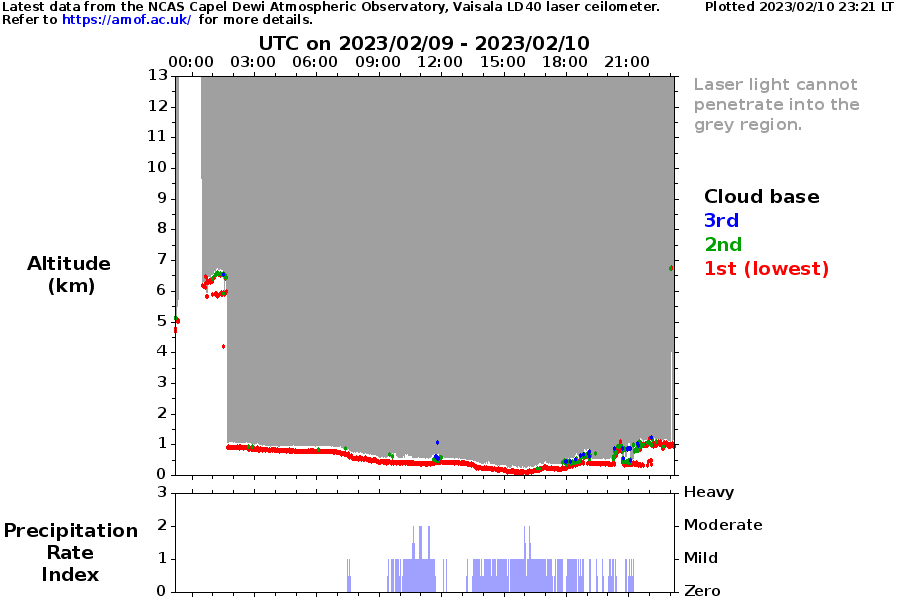 Latest data from the NCAS Capel Dewi Atmospheric Observatory, Vaisala LD40 laser ceilometer. Plotted 2023/02/10 23:21 LT
Refer to https://amof.ac.uk/ for more details.
UTC on 2023/02/09 - 2023/02/10
00:00 03:00 06:00 09:00 12:00 15:00 18:00 21:00
13
12
11
10
9
8
7
6
5
4
3
2
1
0
Altitude
(km)
Laser light cannot
penetrate into the
grey region.
Cloud base
3rd
2nd
1st (lowest)
3 Heavy
2 Moderate
1 Mild
0 Zero
Precipitation
Rate
Index